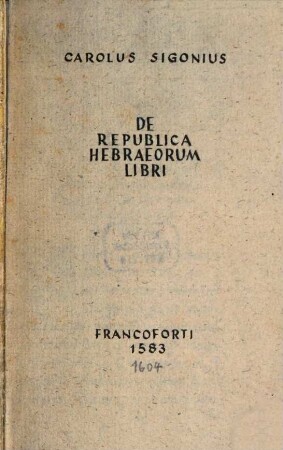 CAROLUS SIGONIUS
DE
REPUBLICA
HEBRAEORUM
LIBRI
FRANCOFORTI
1583
1604